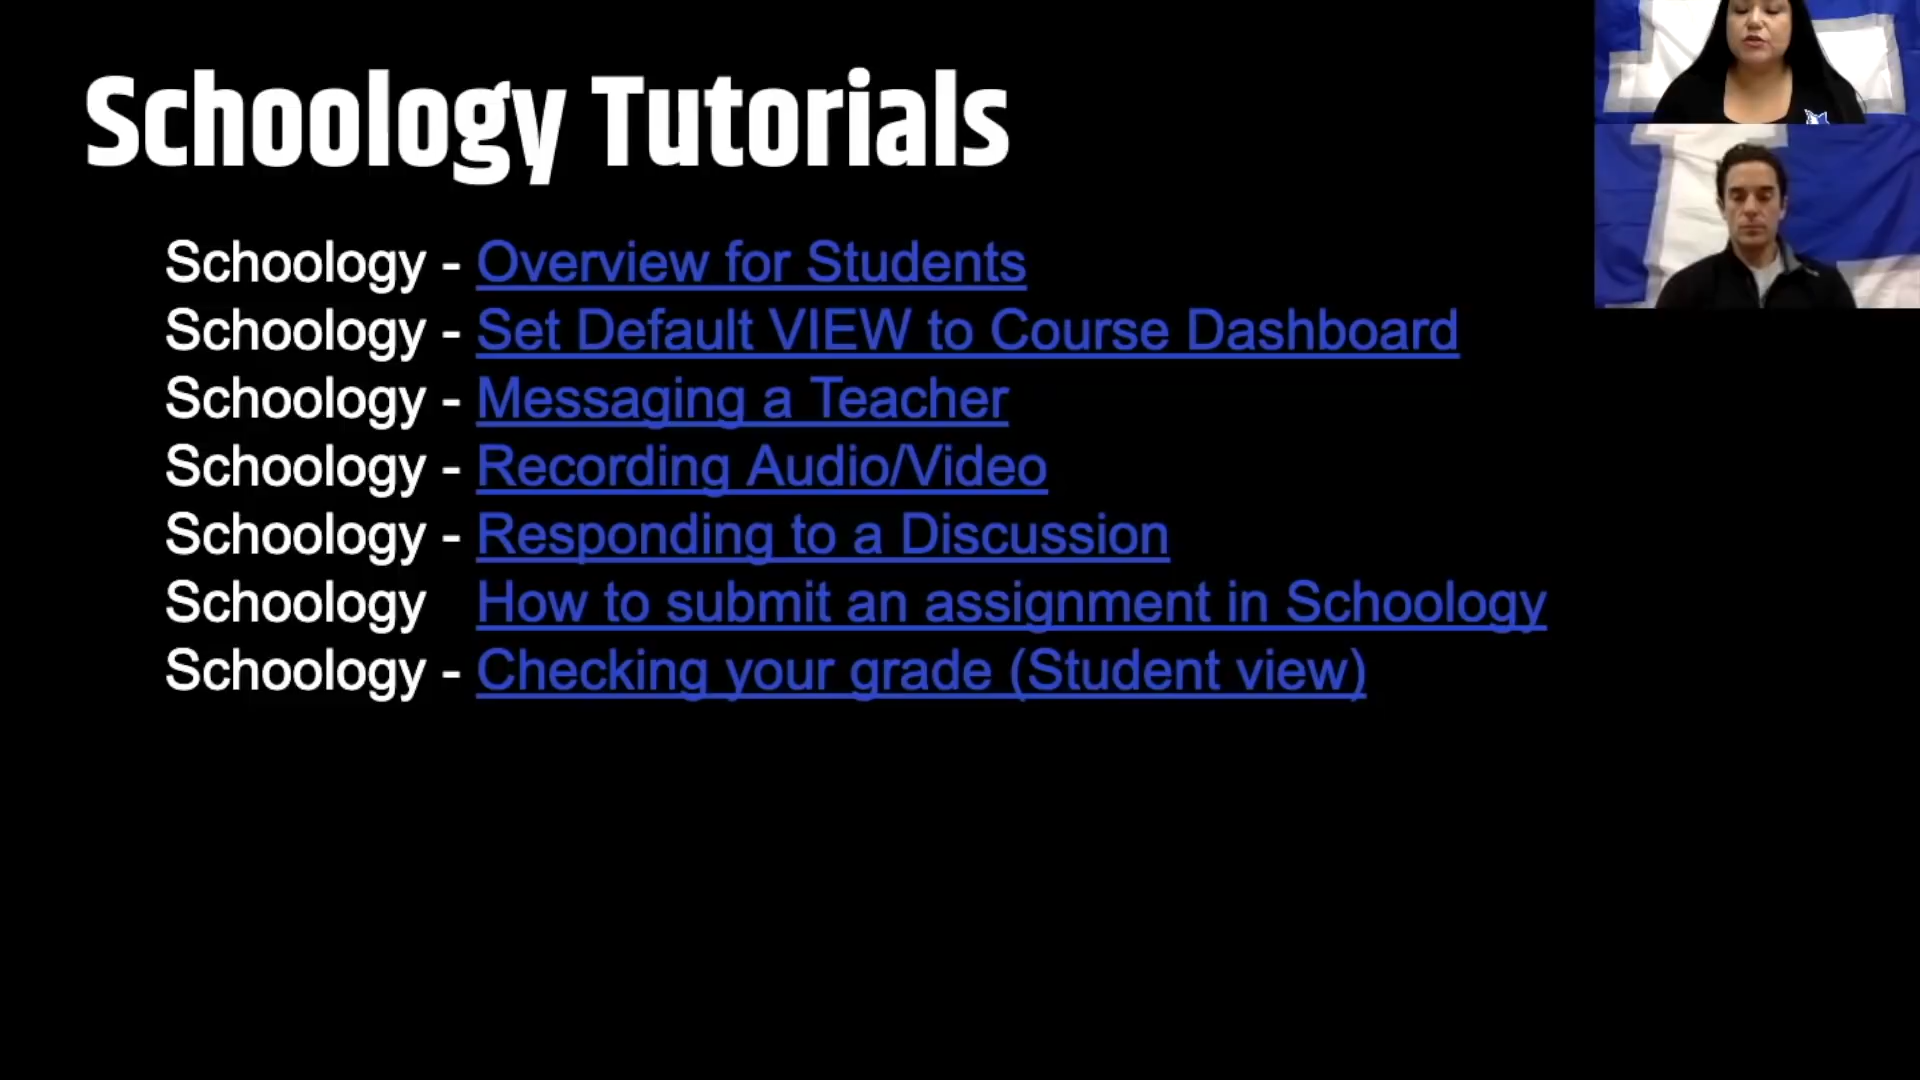 Schoology Tutorials
Schoology - Overview for Students
Schoology - Set Default VIEW to Course Dashboard
Schoology - Messaging a Teacher
Schoology - Recording Audio/Video
Schoology - Responding to a Discussion
Schoology How to submit an assignment in Schoology
Schoology - Checking your grade (Student view)